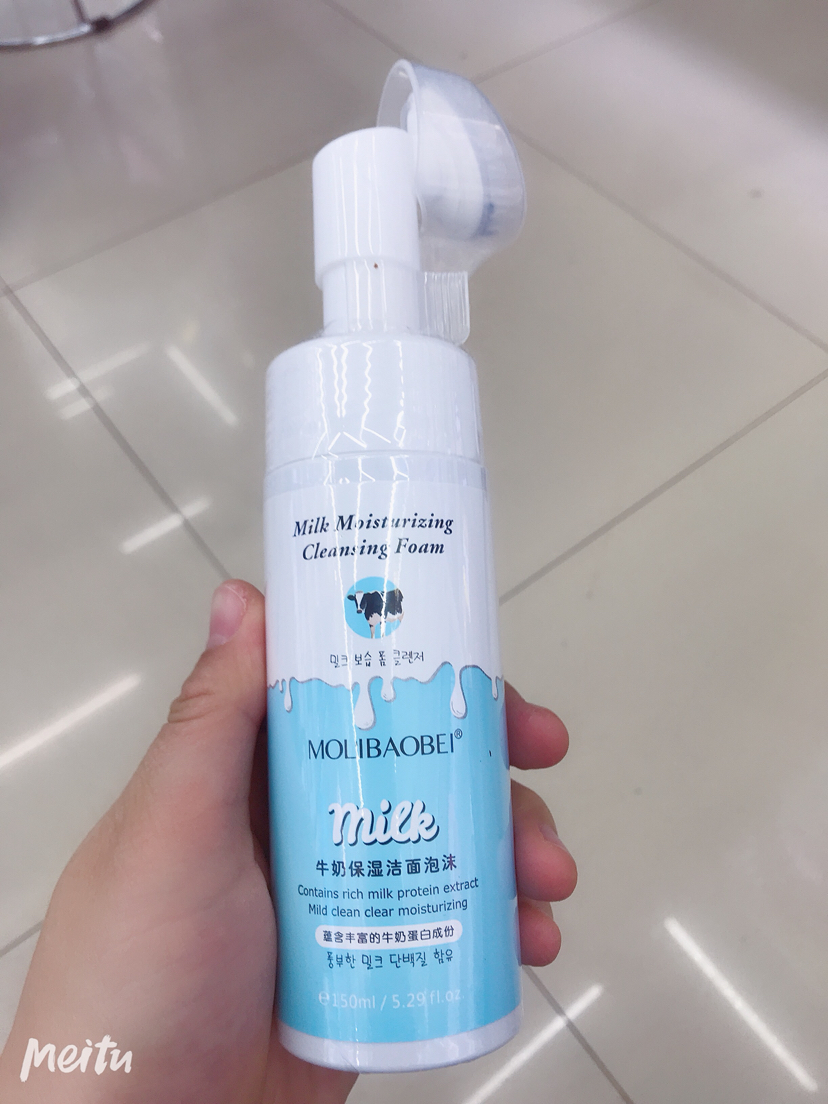 Milk Moisturizing
Cleansing Foam
밀크 보습 폼 클렌저
MOLIBAOBEI®
milk
牛奶保湿洁面泡沫
Contains rich milk protein extract
Mild clean clear moisturizing
蕴含丰富的牛奶蛋白成份
풍부한 밀크 단백질 함유
℮150ml / 5.29 fl.oz.
meitu